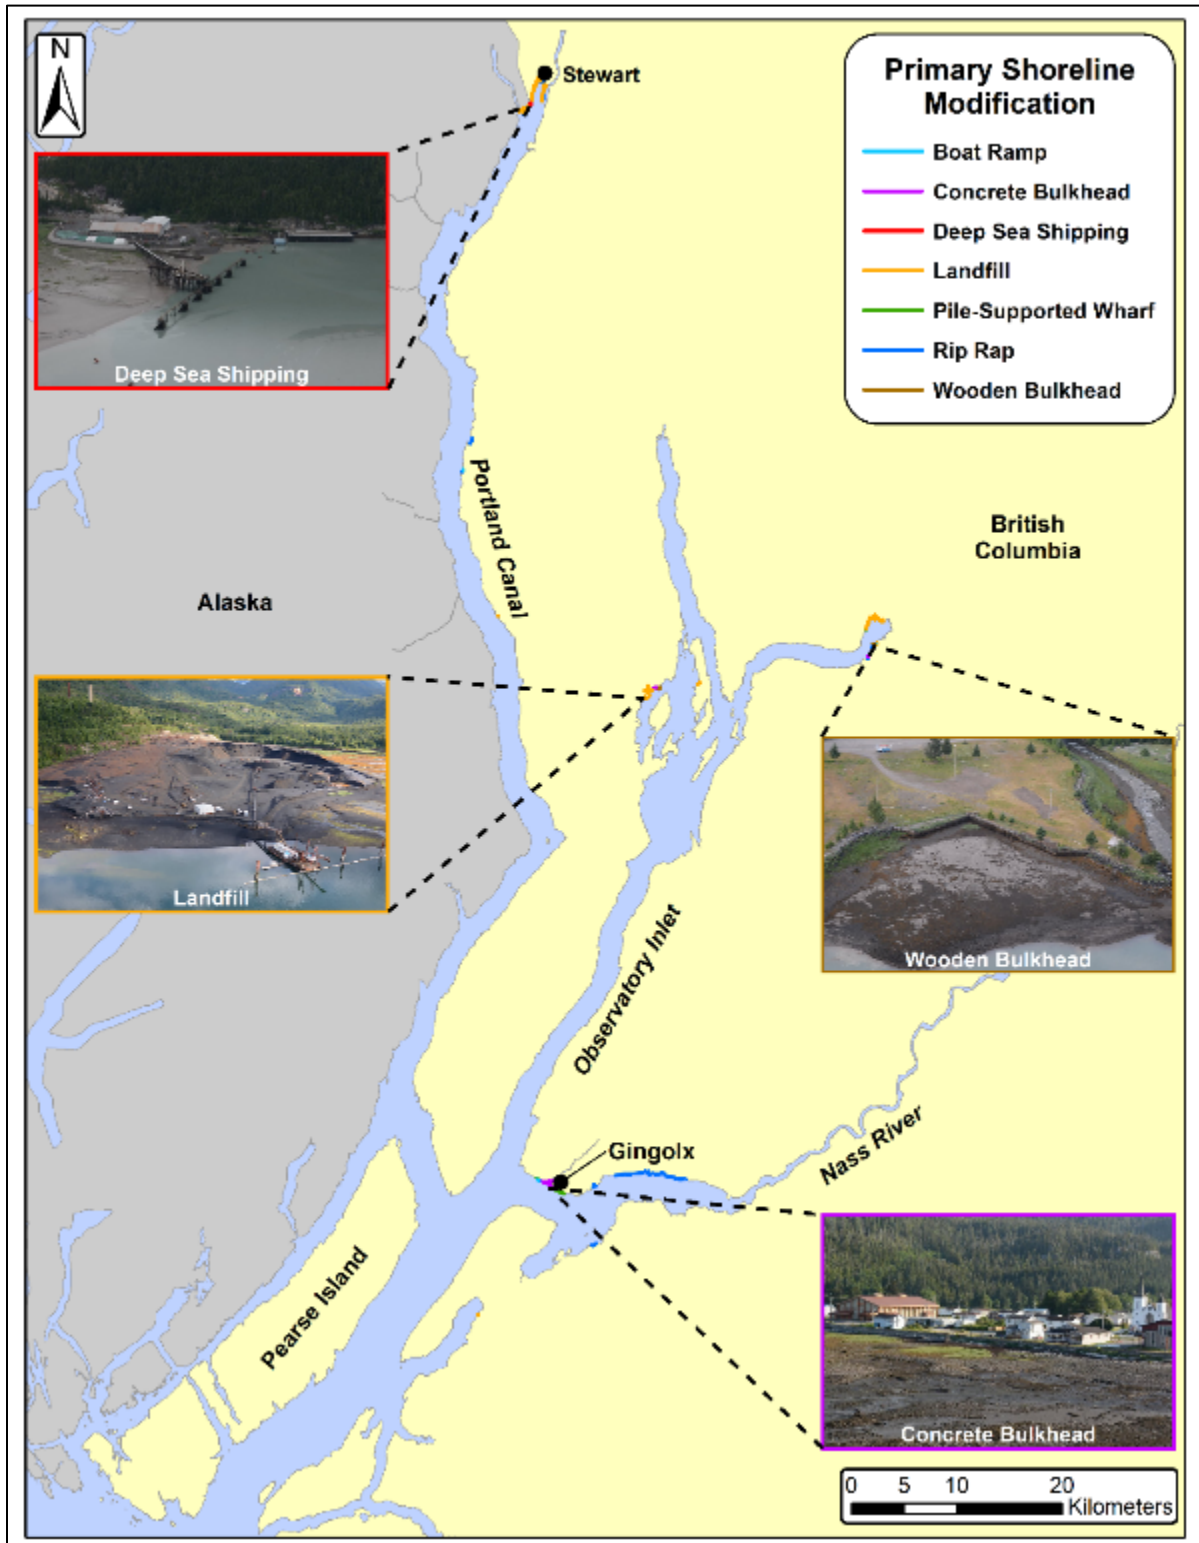 N
Stewart
Primary Shoreline
Modification
Boat Ramp
Concrete Bulkhead
Deep Sea Shipping
Landfill
Pile-Supported Wharf
Rip Rap
Wooden Bulkhead
Deep Sea Shipping
Portland Canal
British
Columbia
Alaska
Landfill
Wooden Bulkhead
Observatory Inlet
Nass River
Gingolx
Pearse Island
Concrete Bulkhead
0 5 10 20
Kilometers